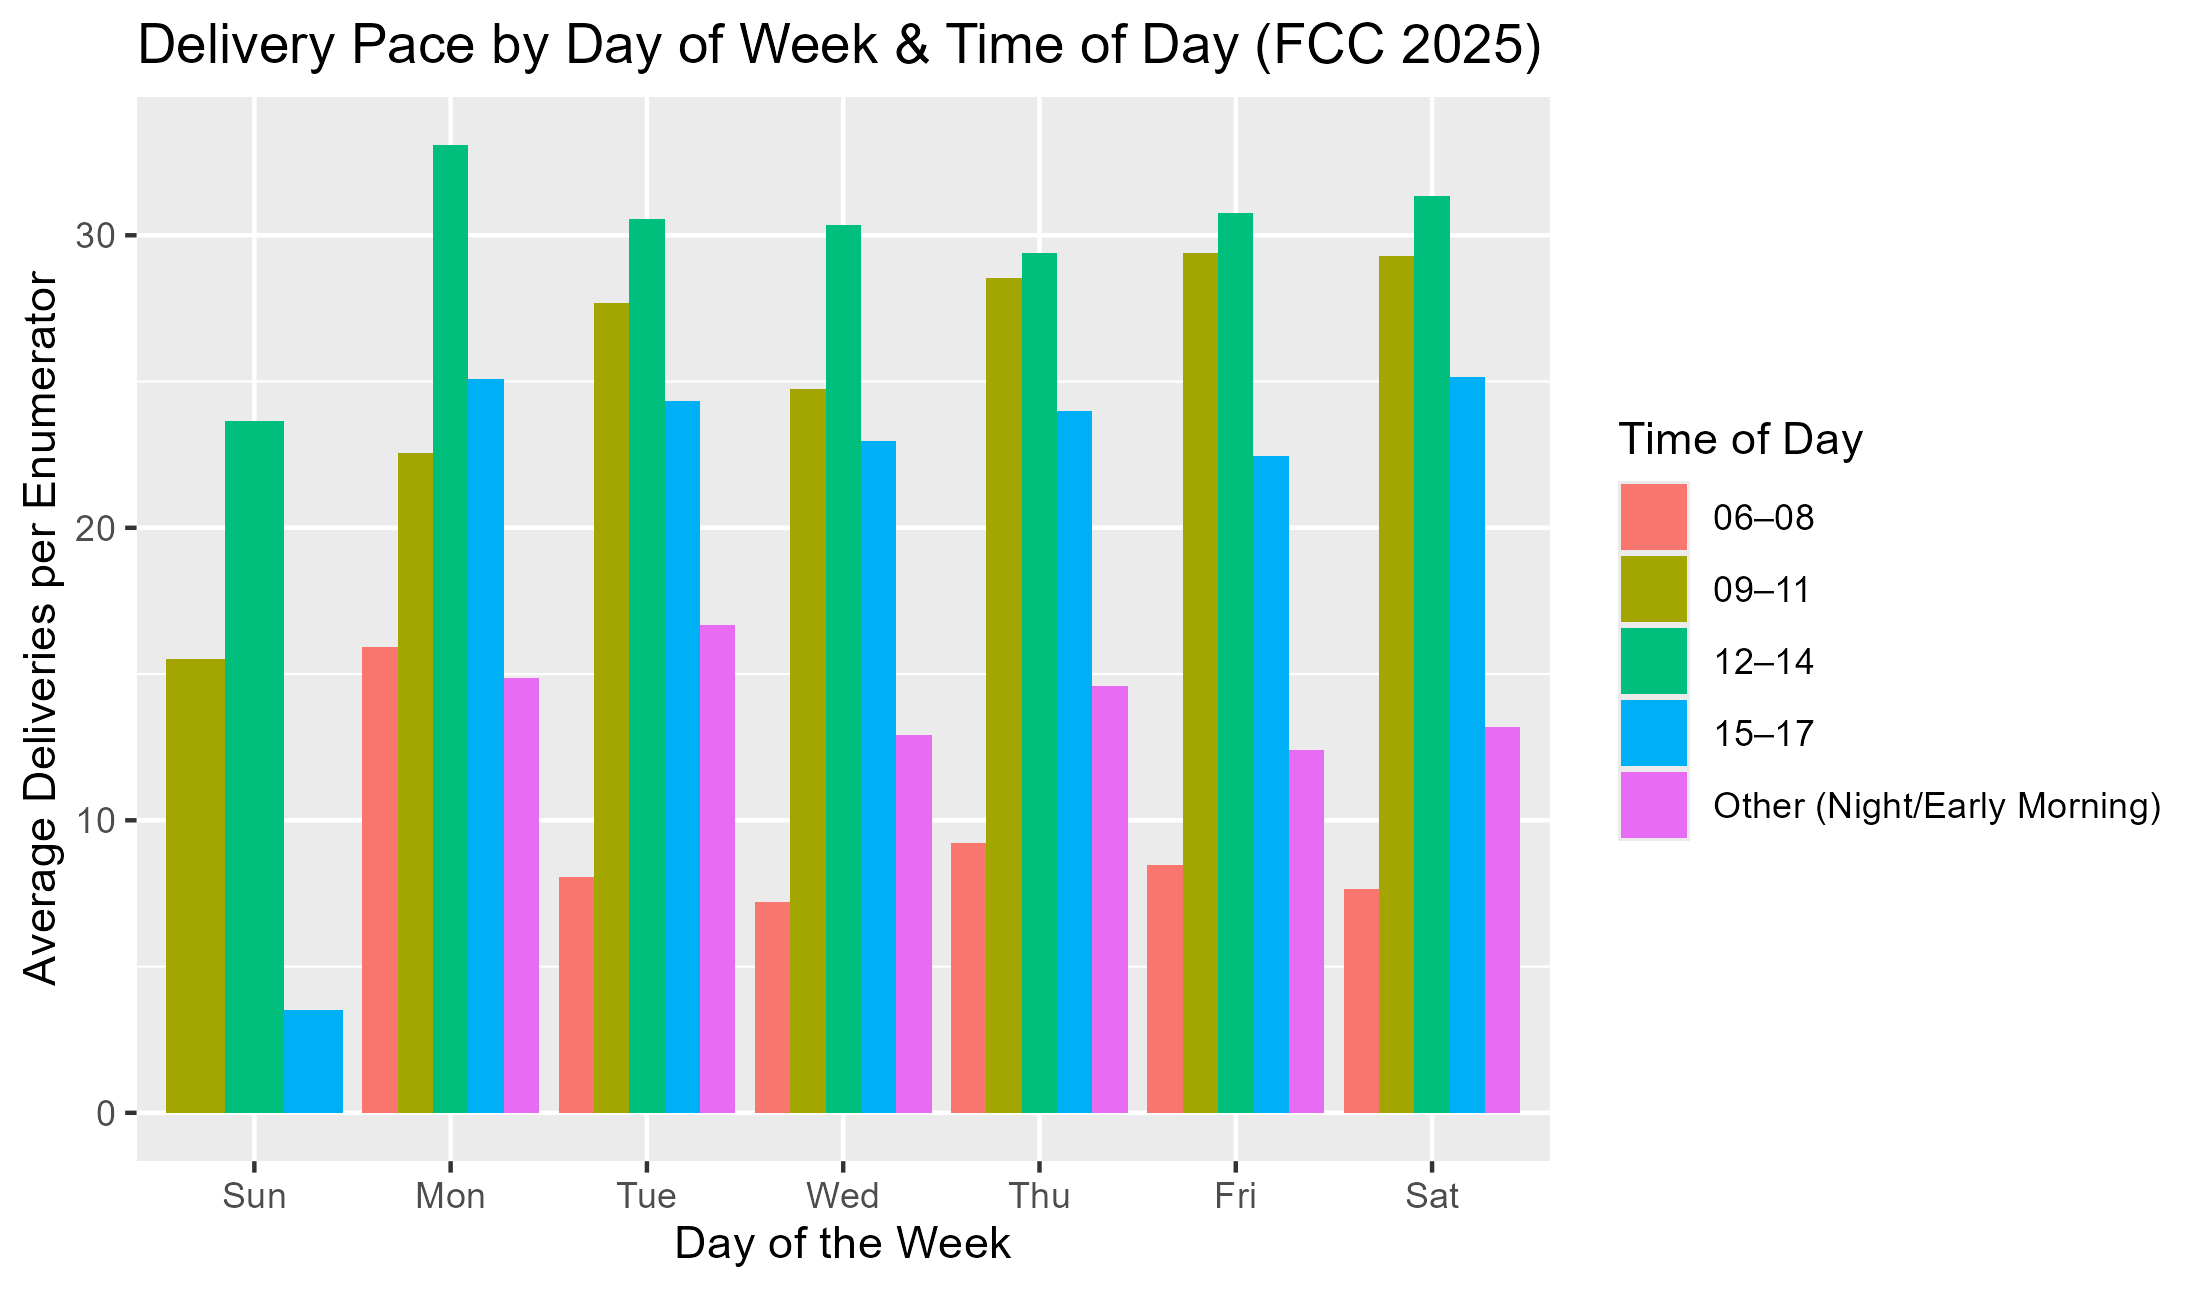 Delivery Pace by Day of Week & Time of Day (FCC 2025)
Average Deliveries per Enumerator
30
20
10
0
Sun Mon Tue Wed Thu Fri Sat
Day of the Week
Time of Day
06–08
09–11
12–14
15–17
Other (Night/Early Morning)